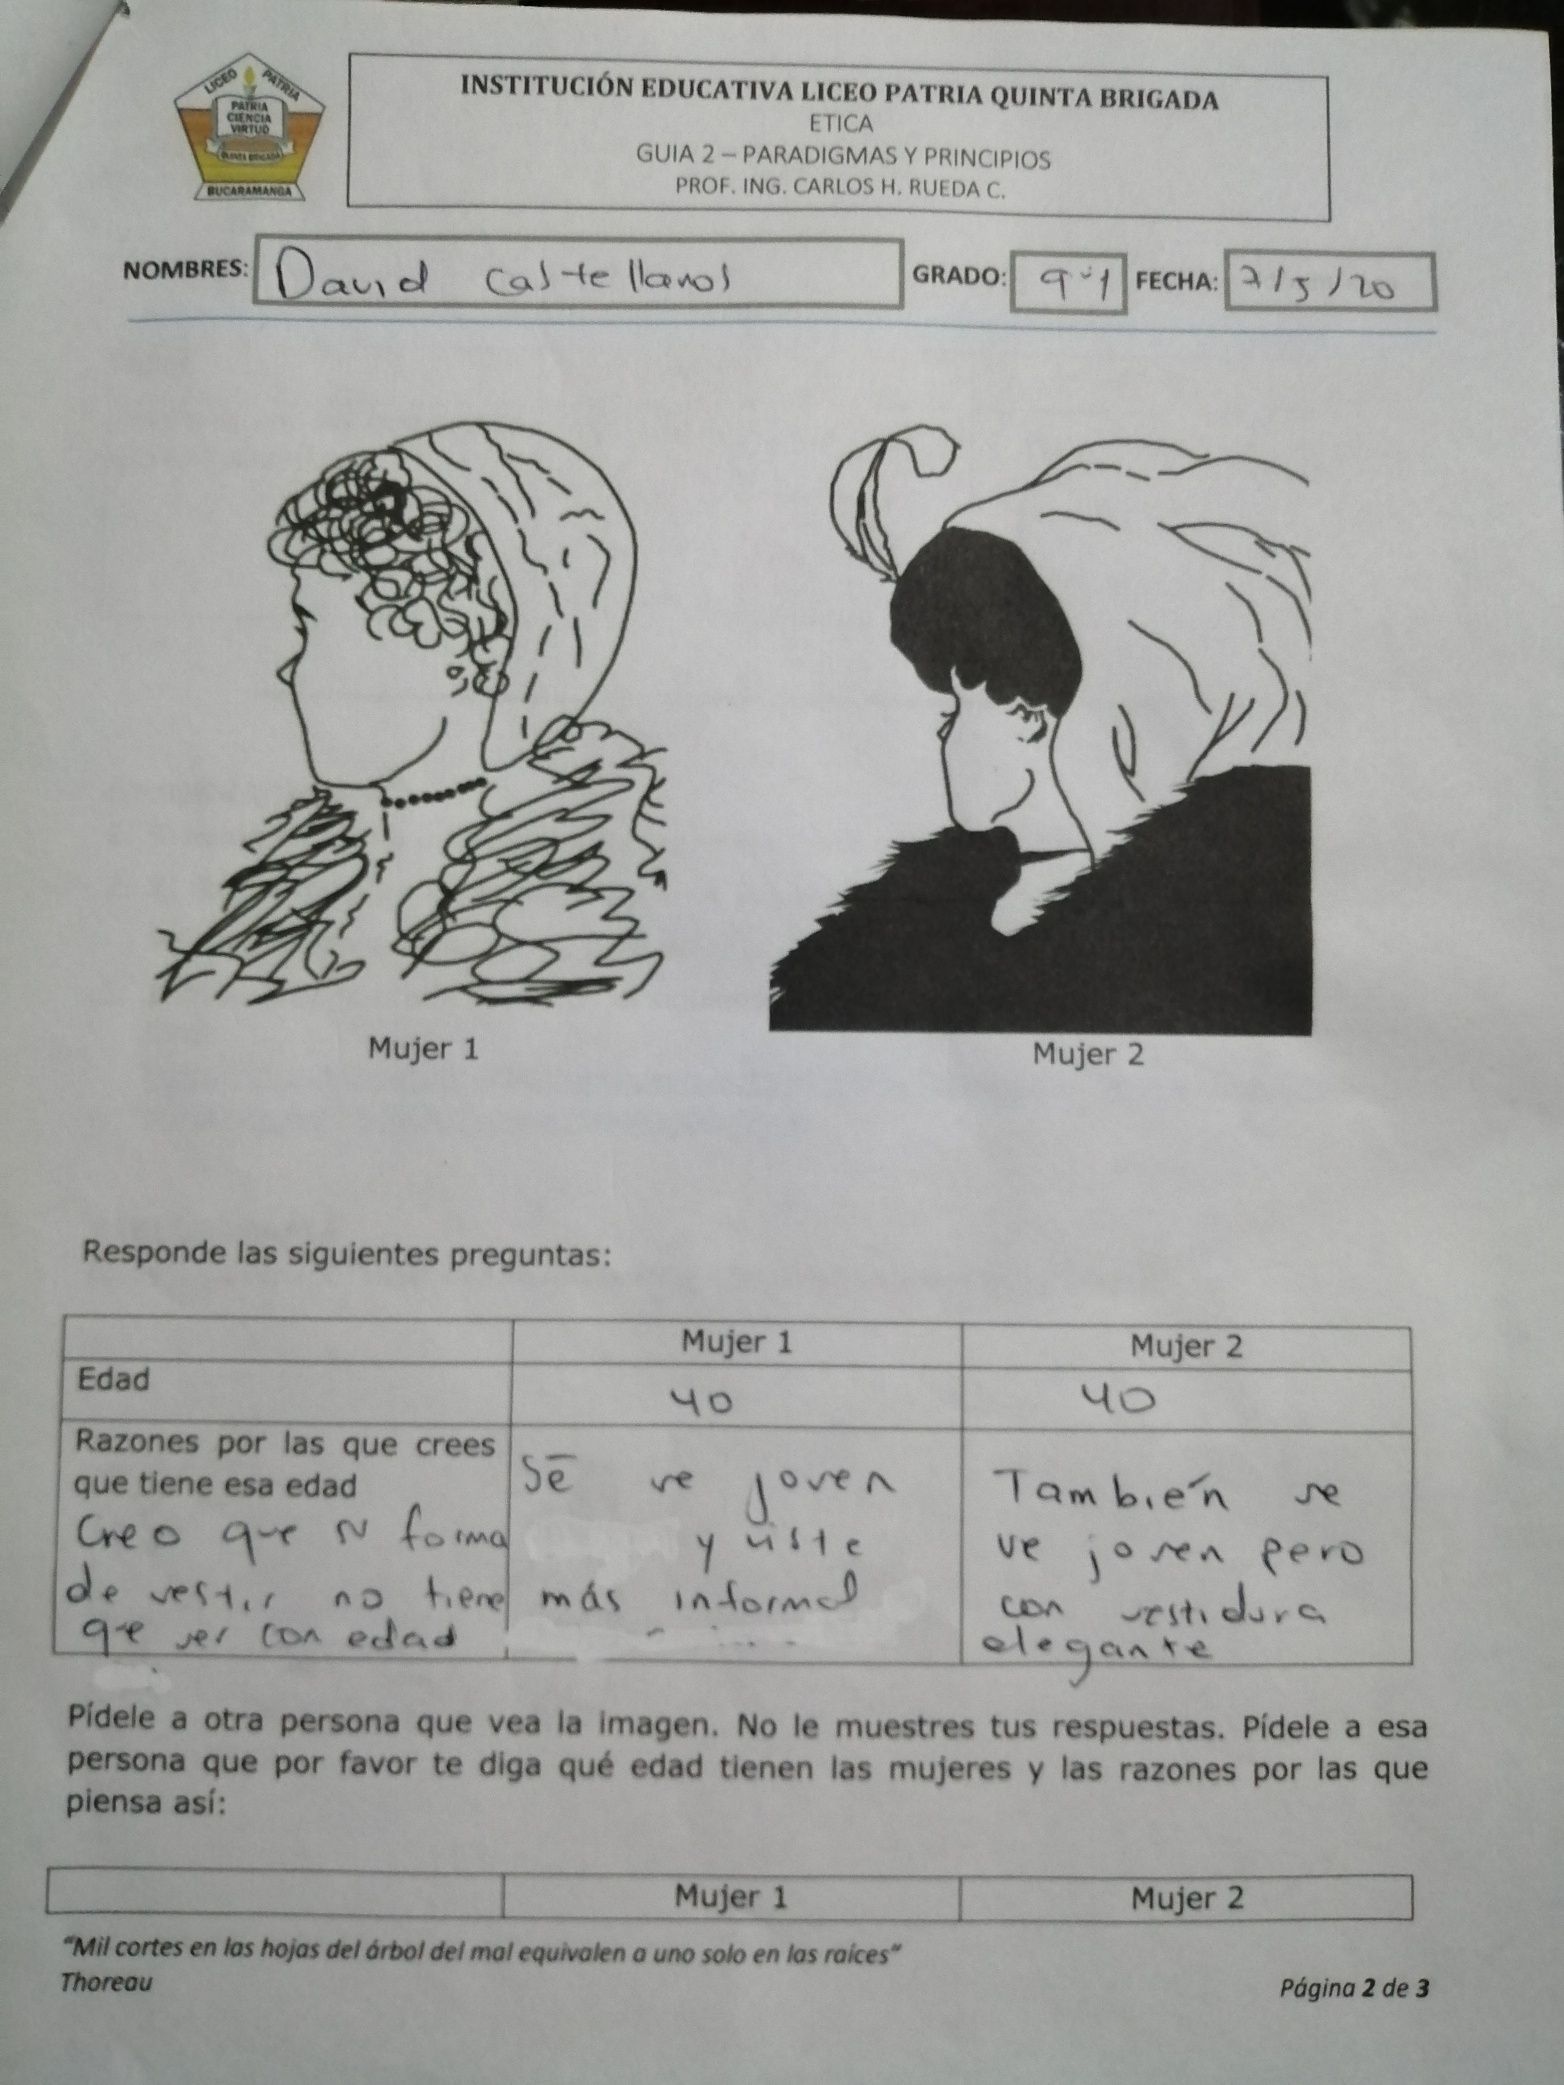 LICEO PATRIA
PATRIA
CIENCIA
VIRTUD
QUINTA BRIGADA
BUCARAMANGA
INSTITUCIÓN EDUCATIVA LICEO PATRIA QUINTA BRIGADA
ETICA
GUIA 2 – PARADIGMAS Y PRINCIPIOS
PROF. ING. CARLOS H. RUEDA C.
NOMBRES: David Castellanos GRADO: 9-1 FECHA: 7/5/20
Mujer 1 Mujer 2
Responde las siguientes preguntas:
Mujer 1 Mujer 2
Edad 40 40
Razones por las que crees
que tiene esa edad
Creo que su forma
de vestir no tiene
que ver con edad
Se ve joven
y viste
más informal
También se
ve joven pero
con vestidura
elegante
Pídele a otra persona que vea la imagen. No le muestres tus respuestas. Pídele a esa
persona que por favor te diga qué edad tienen las mujeres y las razones por las que
piensa así:
Mujer 1 Mujer 2
“Mil cortes en las hojas del árbol del mal equivalen a uno solo en las raíces”
Thoreau
Página 2 de 3